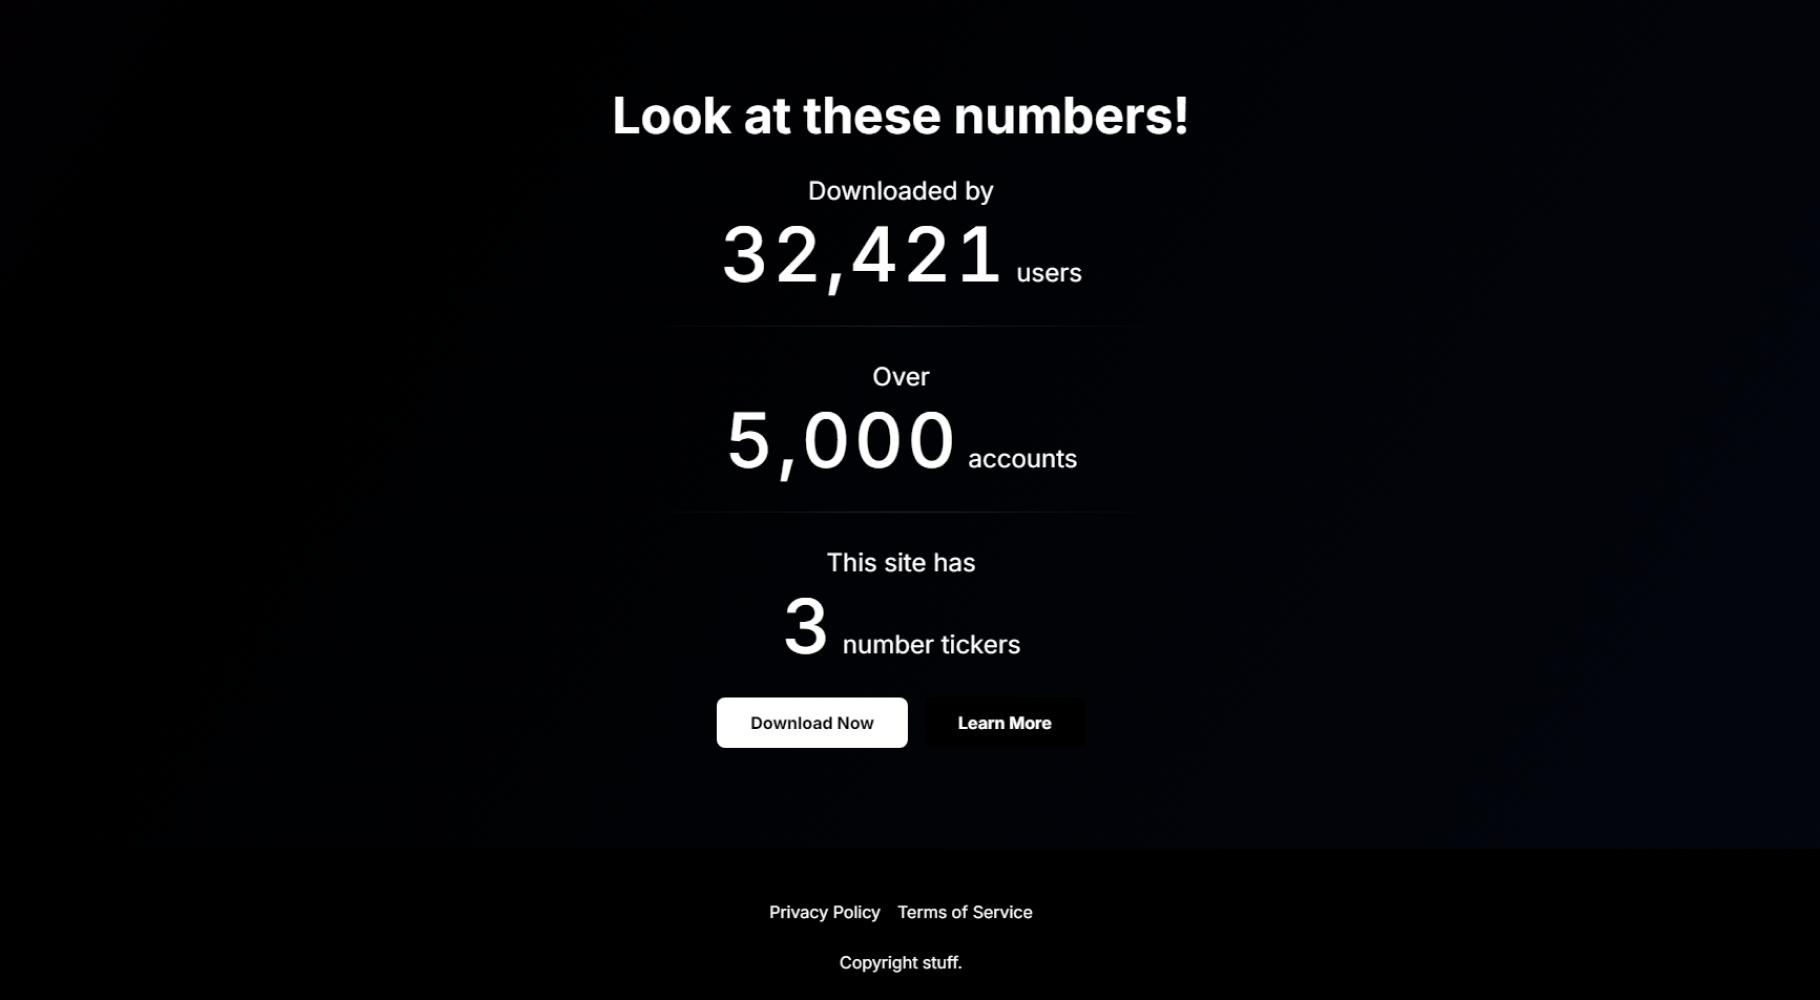 Look at these numbers!
Downloaded by
32,421 users
Over
5,000 accounts
This site has
3 number tickers
Download Now Learn More
Privacy Policy Terms of Service
Copyright stuff.